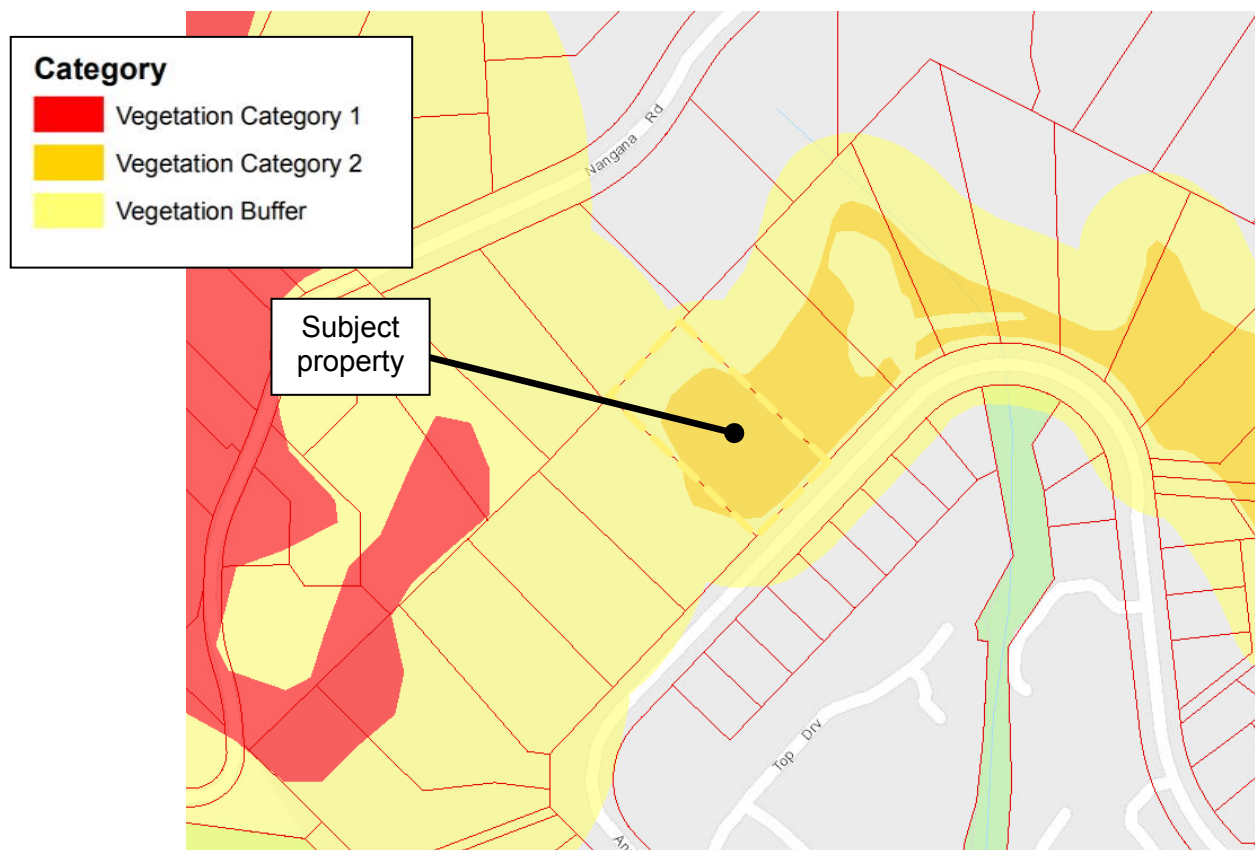 Category
Vegetation Category 1
Vegetation Category 2
Vegetation Buffer
Nangana Rd
Subject
property
Top Drv